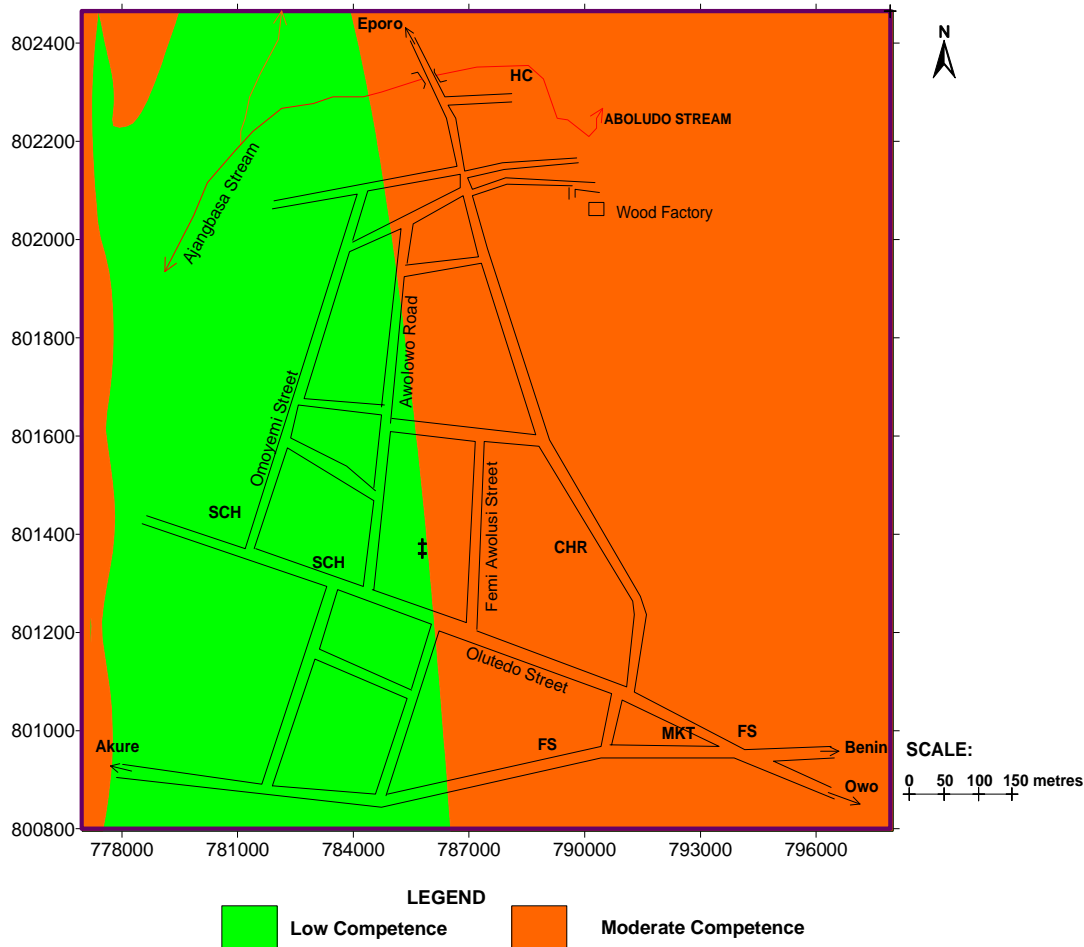 802400
802200
802000
801800
801600
801400
801200
801000
800800
778000
781000
784000
787000
790000
793000
796000
Eporo
N
HC
ABOLUDO STREAM
Ajangbasa Stream
Wood Factory
Awolowo Road
Omoyemi Street
Femi Awolusi Street
SCH
SCH
CHR
Olutedo Street
Akure
FS
MKT
FS
Benin
Owo
SCALE:
0 50 100 150 metres
LEGEND
Low Competence
Moderate Competence